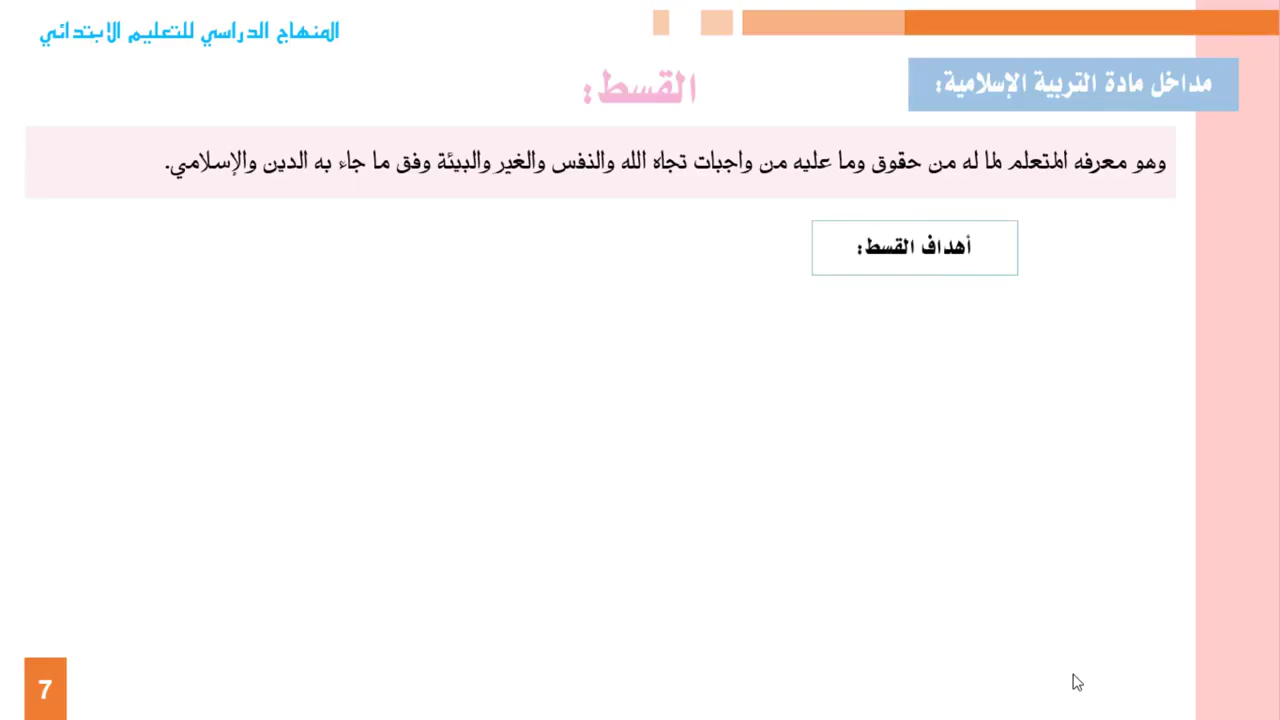 المنهاج الدراسي للتعليم الابتدائي
مداخل مادة التربية الإسلامية:
القسط:
وهو معرفه المتعلم لما له من حقوق وما عليه من واجبات تجاه الله والنفس والغير والبيئة وفق ما جاء به الدين والإسلامي.
أهداف القسط:
7